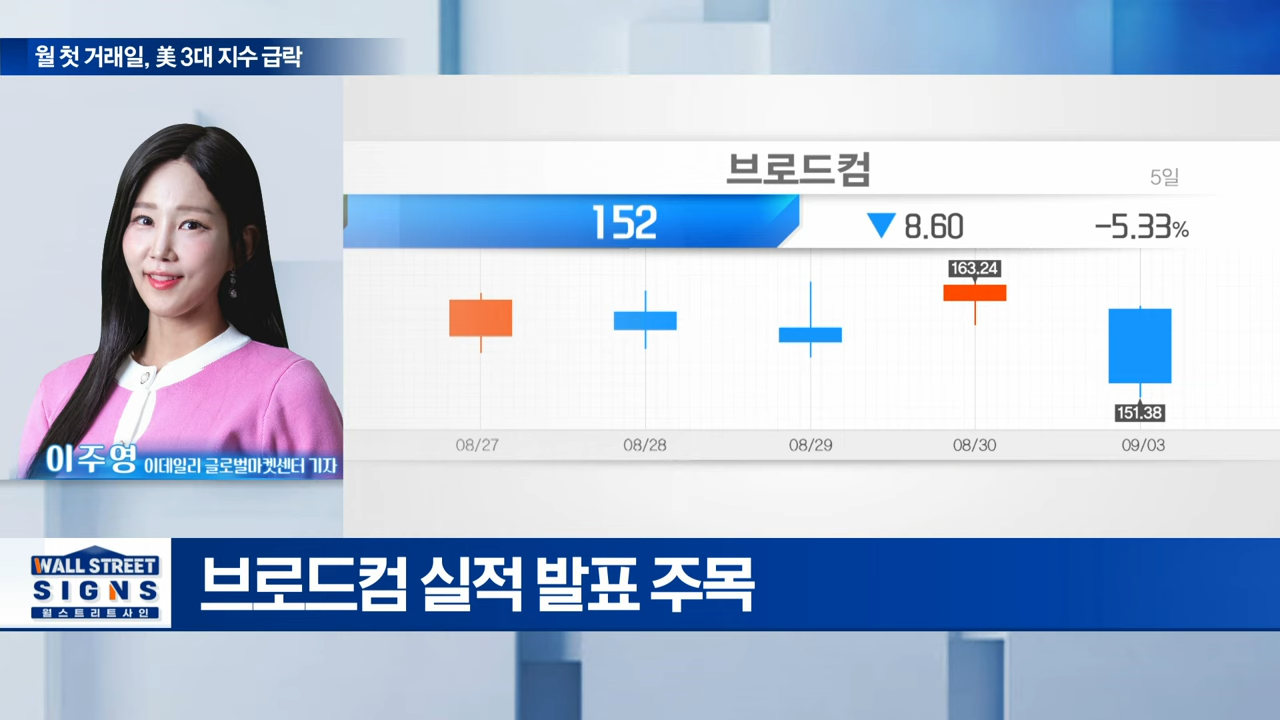 월 첫 거래일, 美 3대 지수 급락
브로드컴
5일
152 ▼ 8.60 -5.33%
163.24
151.38
08/27 08/28 08/29 08/30 09/03
이주영 이데일리 글로벌마켓센터 기자
WALL STREET
SIGNS
월스트리트사인
브로드컴 실적 발표 주목